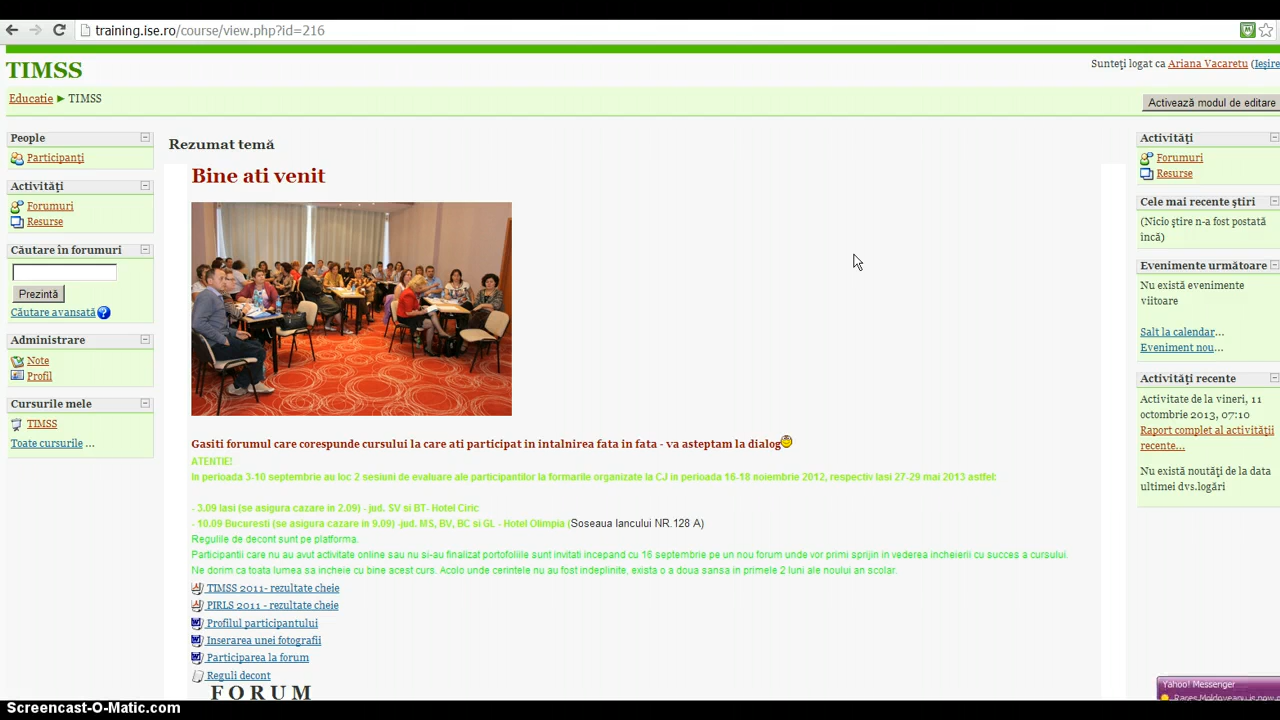 training.ise.ro/course/view.php?id=216
TIMSS
Sunteţi logat ca Ariana Vacaretu (Ieşire
Educatie ► TIMSS
Activează modul de editare
People
Participanţi
Activităţi
Forumuri
Resurse
Căutare în forumuri
Prezintă
Căutare avansată
Administrare
Note
Profil
Cursurile mele
TIMSS
Toate cursurile ...
Rezumat temă
Bine ati venit
Gasiti forumul care corespunde cursului la care ati participat in intalnirea fata in fata - va asteptam la dialog
ATENTIE!
In perioada 3-10 septembrie au loc 2 sesiuni de evaluare ale participantilor la formarile organizate la CJ in perioada 16-18 noiembrie 2012, respectiv Iasi 27-29 mai 2013 astfel:
- 3.09 Iasi (se asigura cazare in 2.09) - jud. SV si BT- Hotel Ciric
- 10.09 Bucuresti (se asigura cazare in 9.09) -jud. MS, BV, BC si GL - Hotel Olimpia (Soseaua Iancului NR.128 A)
Regulile de decont sunt pe platforma.
Participantii care nu au avut activitate online sau nu si-au finalizat portofoliile sunt invitati incepand cu 16 septembrie pe un nou forum unde vor primi sprijin in vederea incheierii cu succes a cursului.
Ne dorim ca toata lumea sa incheie cu bine acest curs. Acolo unde cerintele nu au fost indeplinite, exista o a doua sansa in primele 2 luni ale noului an scolar.
TIMSS 2011- rezultate cheie
PIRLS 2011 - rezultate cheie
Profilul participantului
Inserarea unei fotografii
Participarea la forum
Reguli decont
FORUM
Activităţi
Forumuri
Resurse
Cele mai recente ştiri
(Nicio ştire n-a fost postată
încă)
Evenimente următoare
Nu există evenimente
viitoare
Salt la calendar...
Eveniment nou...
Activităţi recente
Activitate de la vineri, 11
octombrie 2013, 07:10
Raport complet al activităţii
recente...
Nu există noutăţi de la data
ultimei dvs.logări
Yahoo! Messenger
Rares Moldoveanu is now
Screencast-O-Matic.com